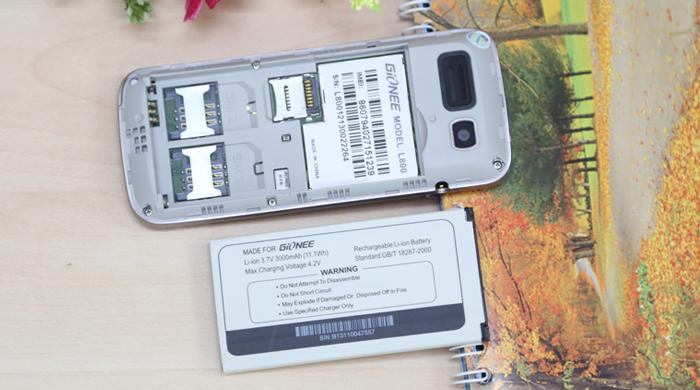 GiONEE MODEL: L800
IMEI: 860794027151239
S/N: L80012130022264
MADE IN CHINA
MADE FOR GiONEE
Li-ion 3.7V 3000mAh (11.1Wh)
Max.Charging Voltage:4.2V
Rechargeable Li-ion Battery
Standard:GB/T 18287-2000
WARNING
• Do Not Attempt To Disassemble
• Do Not Short Circuit
• May Explode If Damaged Or Disposed Off In Fire
• Use Specified Charger Only
S/N:B13110047557